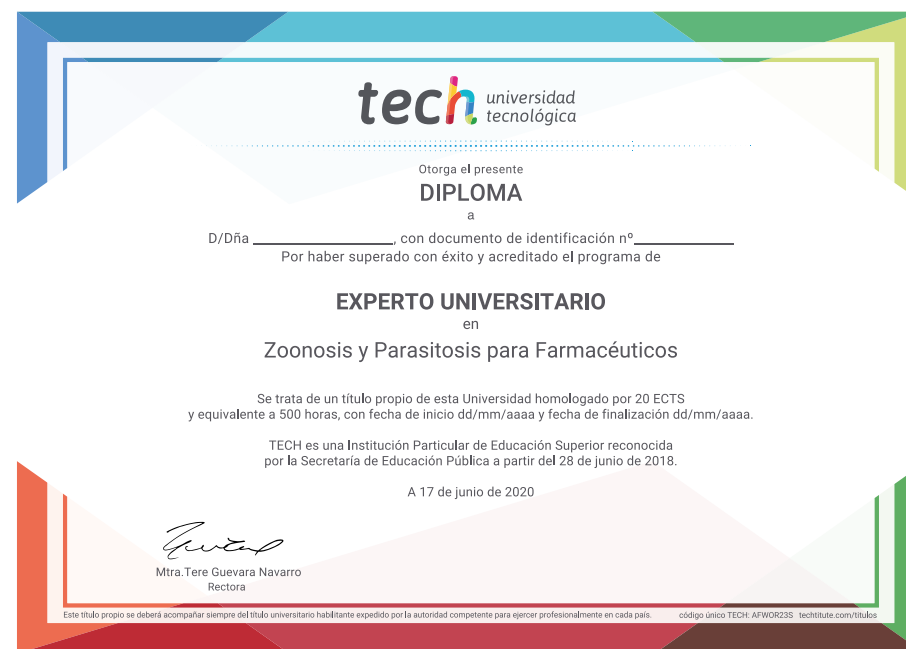 tech universidad
tecnológica
Otorga el presente
DIPLOMA
a
D/Dña ____________________, con documento de identificación nº______________
Por haber superado con éxito y acreditado el programa de
EXPERTO UNIVERSITARIO
en
Zoonosis y Parasitosis para Farmacéuticos
Se trata de un título propio de esta Universidad homologado por 20 ECTS
y equivalente a 500 horas, con fecha de inicio dd/mm/aaaa y fecha de finalización dd/mm/aaaa.
TECH es una Institución Particular de Educación Superior reconocida
por la Secretaría de Educación Pública a partir del 28 de junio de 2018.
A 17 de junio de 2020
Mtra.Tere Guevara Navarro
Rectora
Este título propio se deberá acompañar siempre del título universitario habilitante expedido por la autoridad competente para ejercer profesionalmente en cada país. código único TECH: AFWOR23S techtitute.com/titulos